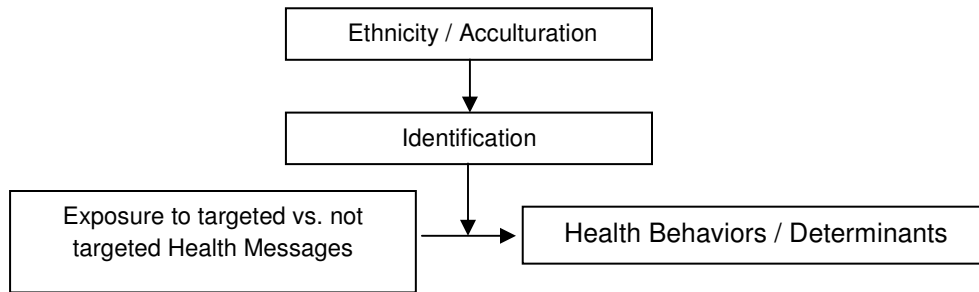 Ethnicity / Acculturation
Identification
Exposure to targeted vs. not
targeted Health Messages
Health Behaviors / Determinants